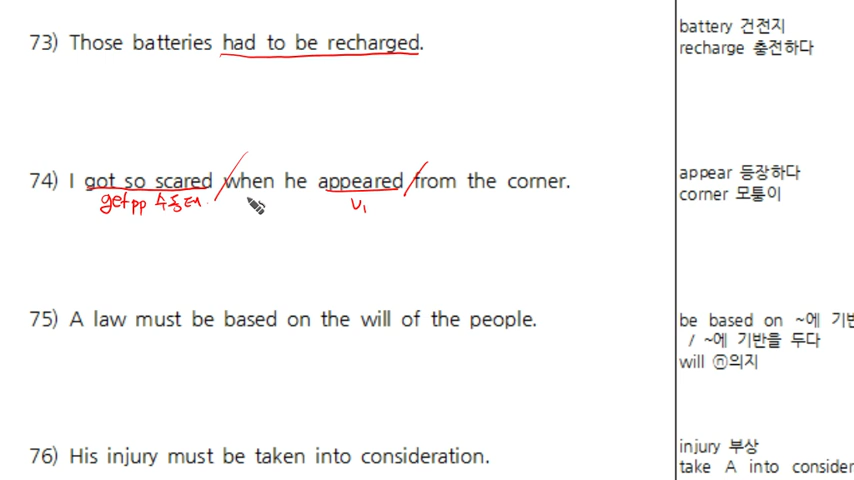 73) Those batteries had to be recharged.
battery 건전지
recharge 충전하다
74) I got so scared when he appeared from the corner.
getpp 수동태
V₁
appear 등장하다
corner 모퉁이
75) A law must be based on the will of the people.
be based on ~에 기반
/ ~에 기반을 두다
will ⓝ의지
76) His injury must be taken into consideration.
injury 부상
take A into consider